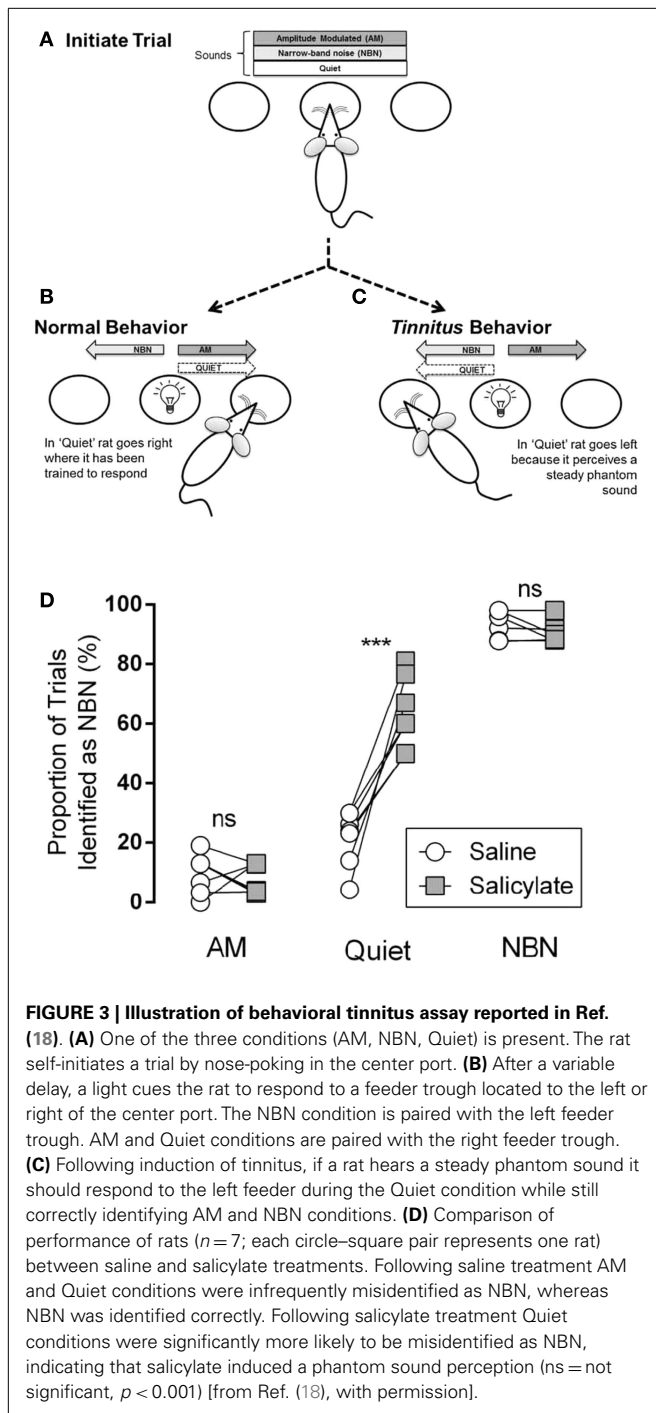 A Initiate Trial
Sounds
Amplitude Modulated (AM)
Narrow-band noise (NBN)
Quiet
B
Normal Behavior
NBN
AM
QUIET
In 'Quiet' rat goes right
where it has been
trained to respond
C
Tinnitus Behavior
NBN
AM
QUIET
In 'Quiet' rat goes left
because it perceives a
steady phantom
sound
D
Proportion of Trials
Identified as NBN (%)
100
80
60
40
20
0
ns
***
ns
Saline
Salicylate
AM
Quiet
NBN
FIGURE 3 | Illustration of behavioral tinnitus assay reported in Ref.
(18). (A) One of the three conditions (AM, NBN, Quiet) is present. The rat
self-initiates a trial by nose-poking in the center port. (B) After a variable
delay, a light cues the rat to respond to a feeder trough located to the left or
right of the center port. The NBN condition is paired with the left feeder
trough. AM and Quiet conditions are paired with the right feeder trough.
(C) Following induction of tinnitus, if a rat hears a steady phantom sound it
should respond to the left feeder during the Quiet condition while still
correctly identifying AM and NBN conditions. (D) Comparison of
performance of rats (n = 7; each circle–square pair represents one rat)
between saline and salicylate treatments. Following saline treatment AM
and Quiet conditions were infrequently misidentified as NBN, whereas
NBN was identified correctly. Following salicylate treatment Quiet
conditions were significantly more likely to be misidentified as NBN,
indicating that salicylate induced a phantom sound perception (ns = not
significant, p < 0.001) [from Ref. (18), with permission].